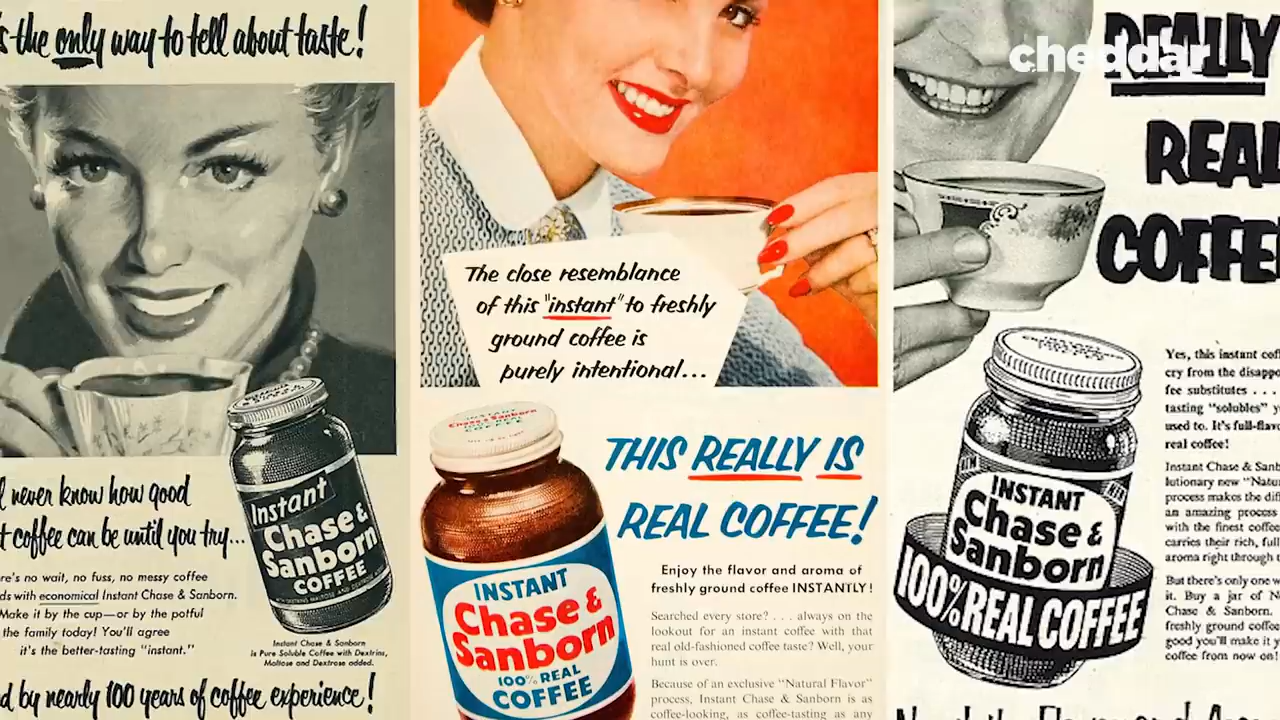 's the only way to tell about taste!
never know how good
coffee can be until you try...
no wait, no fuss, no messy coffee
with economical Instant Chase & Sanborn.
Make it by the cup—or by the potful
the family today! You'll agree
it's the better-tasting "instant."
Instant
Chase &
Sanborn
COFFEE
Instant Chase & Sanborn
is Pure Soluble Coffee with Dextrins,
Maltose and Dextrose added.
by nearly 100 years of coffee experience!
The close resemblance
of this "instant" to freshly
ground coffee is
purely intentional...
INSTANT
Chase & Sanborn
COFFEE
THIS REALLY IS
REAL COFFEE!
INSTANT
Chase &
Sanborn
100% REAL
COFFEE
Enjoy the flavor and aroma of
freshly ground coffee INSTANTLY!
Searched every store? . . . always on the
lookout for an instant coffee with that
real old-fashioned coffee taste? Well, your
hunt is over.
Because of an exclusive "Natural Flavor"
process, Instant Chase & Sanborn is as
coffee-looking, as coffee-tasting as any
cheddar
REALLY
REAL
COFFEE
INSTANT
Chase &
Sanborn
100% REAL COFFEE
Yes, this instant
cry from the
fee substitutes . . .
tasting "solubles"
used to. It's
real coffee!
Instant Chase &
lutionary new
process makes the
an amazing process
with the finest
carries their rich, full
aroma right through
But there's only one
it. Buy a jar of
Chase & Sanborn.
freshly ground
good you'll make it
coffee from now on!